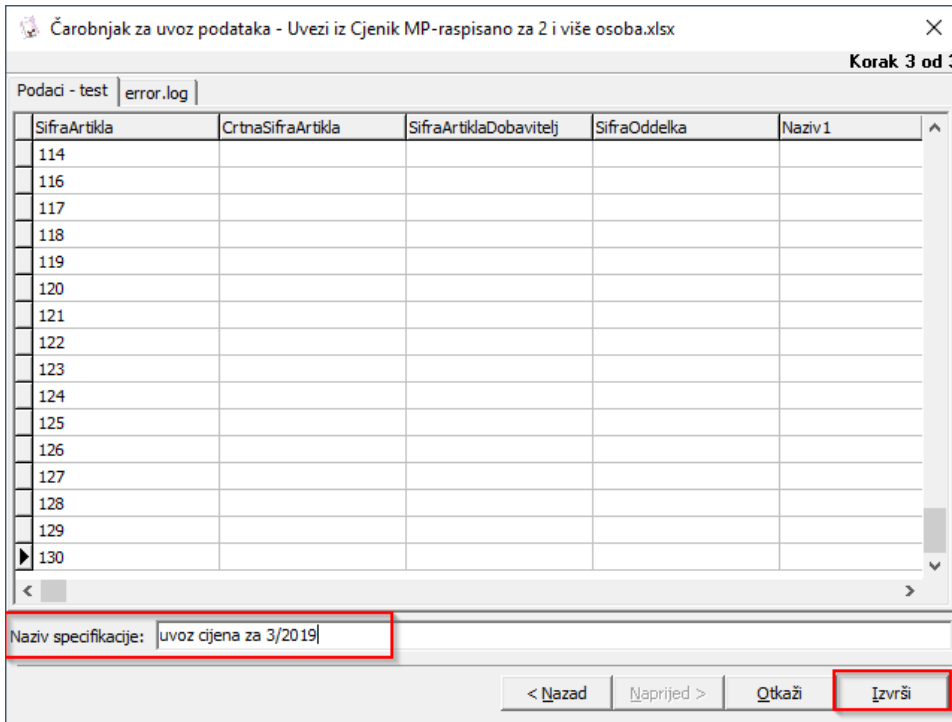 Čarobnjak za uvoz podataka - Uvezi iz Cjenik MP-raspisano za 2 i više osoba.xlsx
Korak 3 od 3
Podaci - test error.log
SifraArtikla CrtnaSifraArtikla SifraArtiklaDobavitelj SifraOddelka Naziv1
114
116
117
118
119
120
121
122
123
124
125
126
127
128
129
130
Naziv specifikacije: uvoz cijena za 3/2019
< Nazad Naprijed > Otkaži Izvrši